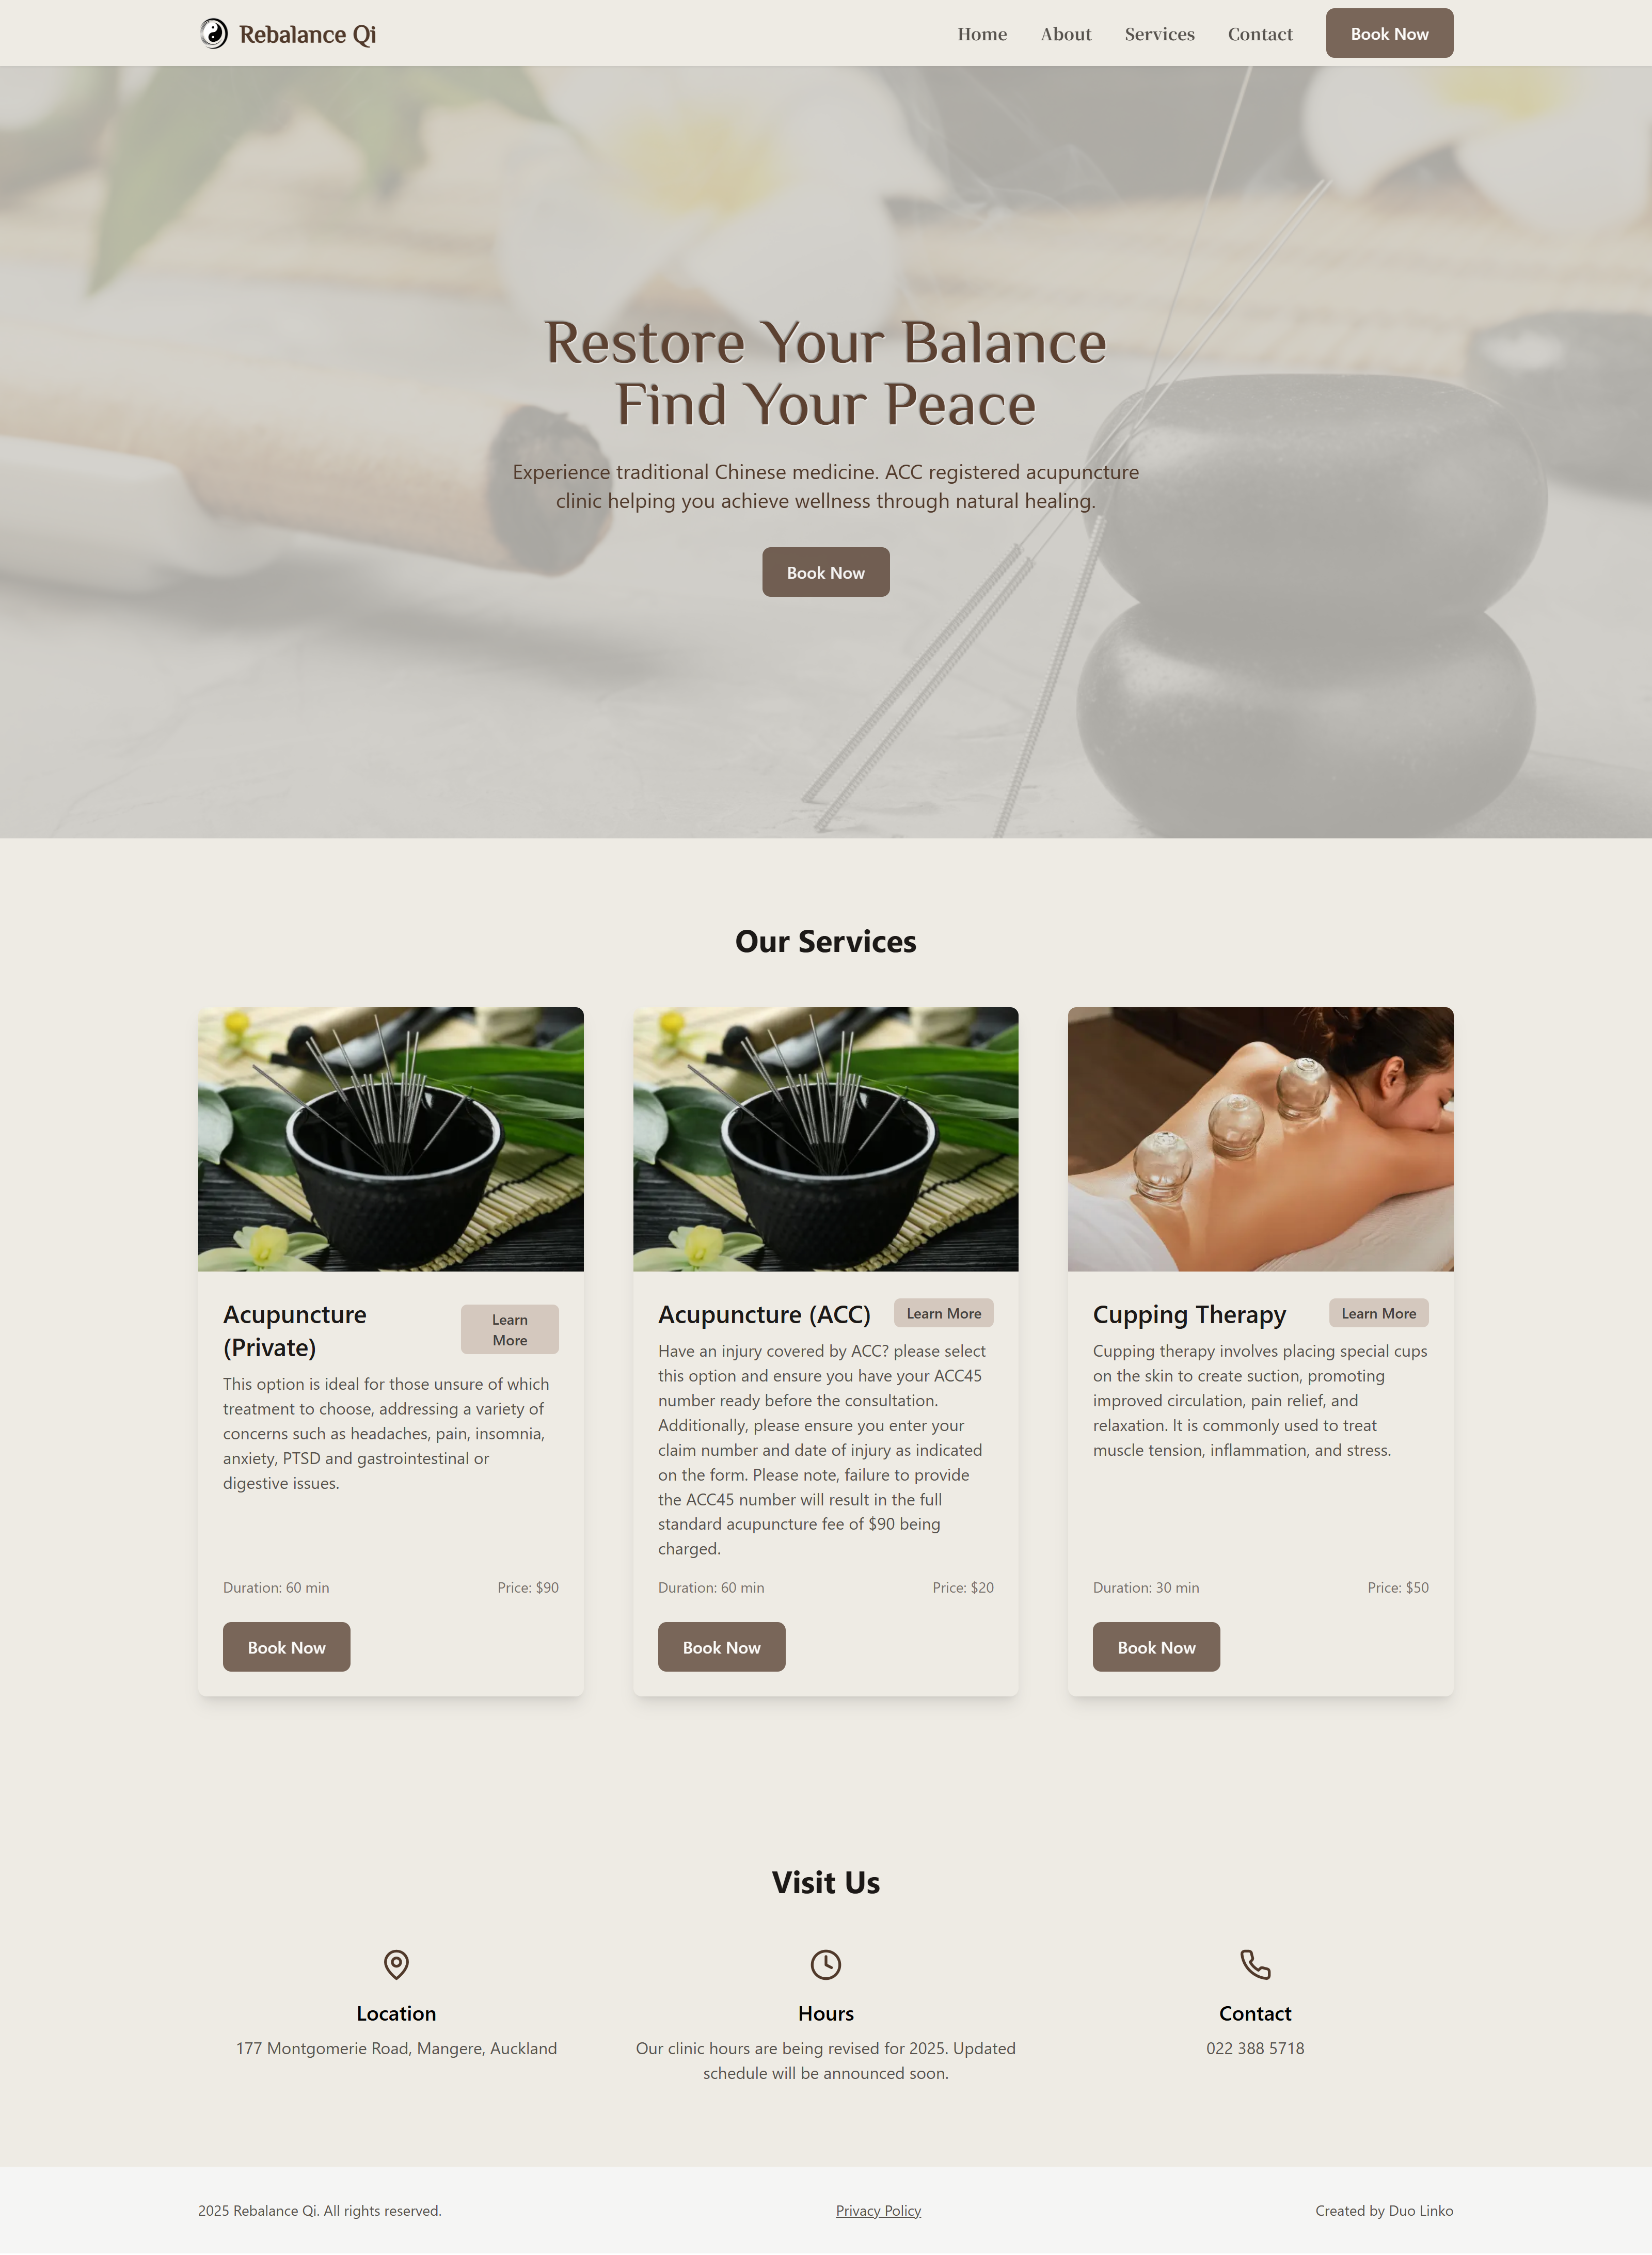 Rebalance Qi
Home
About
Services
Contact
Book Now
Restore Your Balance
Find Your Peace
Experience traditional Chinese medicine. ACC registered acupuncture
clinic helping you achieve wellness through natural healing.
Book Now
Our Services
Acupuncture
(Private)
Learn
More
This option is ideal for those unsure of which
treatment to choose, addressing a variety of
concerns such as headaches, pain, insomnia,
anxiety, PTSD and gastrointestinal or
digestive issues.
Duration: 60 min
Price: $90
Book Now
Acupuncture (ACC)
Learn More
Have an injury covered by ACC? please select
this option and ensure you have your ACC45
number ready before the consultation.
Additionally, please ensure you enter your
claim number and date of injury as indicated
on the form. Please note, failure to provide
the ACC45 number will result in the full
standard acupuncture fee of $90 being
charged.
Duration: 60 min
Price: $20
Book Now
Cupping Therapy
Learn More
Cupping therapy involves placing special cups
on the skin to create suction, promoting
improved circulation, pain relief, and
relaxation. It is commonly used to treat
muscle tension, inflammation, and stress.
Duration: 30 min
Price: $50
Book Now
Visit Us
Location
177 Montgomerie Road, Mangere, Auckland
Hours
Our clinic hours are being revised for 2025. Updated
schedule will be announced soon.
Contact
022 388 5718
2025 Rebalance Qi. All rights reserved.
Privacy Policy
Created by Duo Linko